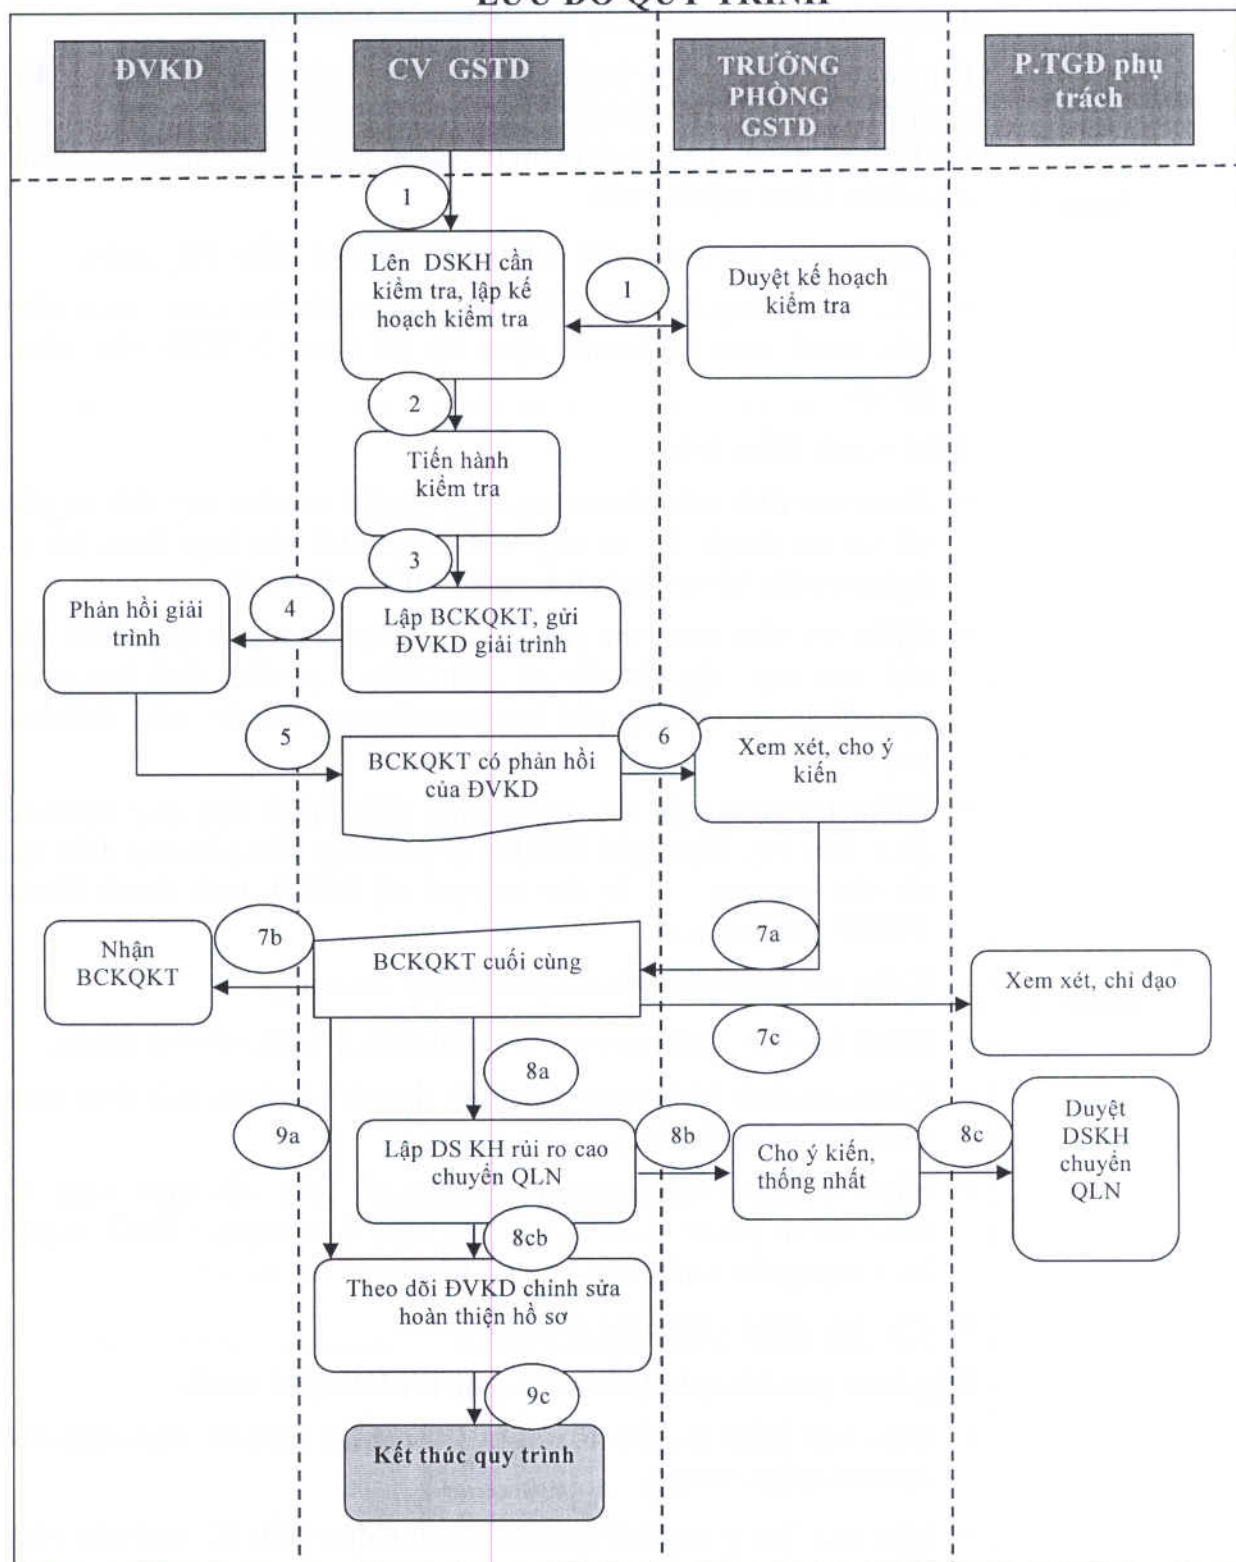 LƯU ĐỒ QUY TRÌNH
ĐVKD
CV GSTD
TRƯỞNG
PHÒNG
GSTD
P.TGĐ phụ
trách
1
Lên DSKH cần
kiểm tra, lập kế
hoạch kiểm tra
1
Duyệt kế hoạch
kiểm tra
2
Tiến hành
kiểm tra
3
Phản hồi giải
trình
4
Lập BCKQKT, gửi
ĐVKD giải trình
5
BCKQKT có phản hồi
của ĐVKD
6
Xem xét, cho ý
kiến
7a
Nhận
BCKQKT
7b
BCKQKT cuối cùng
7c
Xem xét, chỉ đạo
8a
9a
Lập DS KH rủi ro cao
chuyển QLN
8b
Cho ý kiến,
thống nhất
8c
Duyệt
DSKH
chuyển
QLN
8cb
Theo dõi ĐVKD chỉnh sửa
hoàn thiện hồ sơ
9c
Kết thúc quy trình